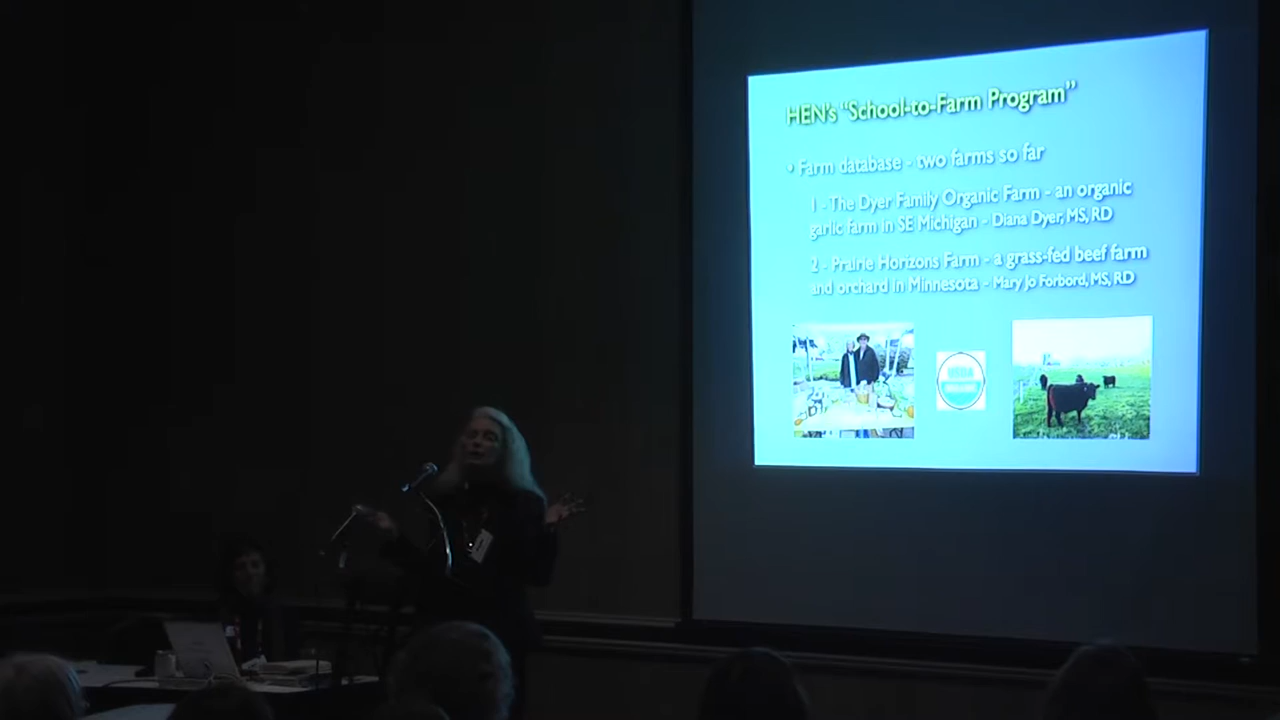 HEN's "School-to-Farm Program"
• Farm database - two farms so far
1 - The Dyer Family Organic Farm - an organic
garlic farm in SE Michigan - Diana Dyer, MS, RD
2 - Prairie Horizons Farm - a grass-fed beef farm
and orchard in Minnesota - Mary Jo Forbord, MS, RD
USDA